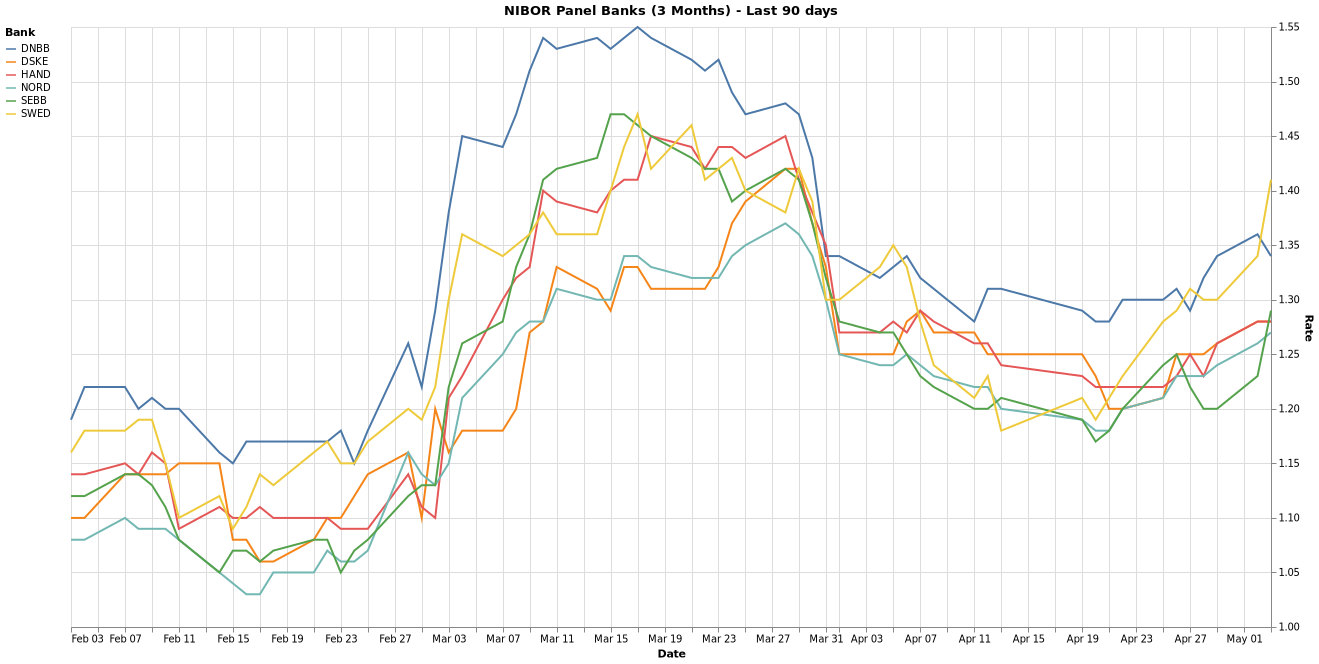 NIBOR Panel Banks (3 Months) - Last 90 days
Bank
DNBB
DSKE
HAND
NORD
SEBB
SWED
1.55
1.50
1.45
1.40
1.35
1.30
1.25
1.20
1.15
1.10
1.05
1.00
Rate
Feb 03 Feb 07 Feb 11 Feb 15 Feb 19 Feb 23 Feb 27 Mar 03 Mar 07 Mar 11 Mar 15 Mar 19 Mar 23 Mar 27 Mar 31 Apr 03 Apr 07 Apr 11 Apr 15 Apr 19 Apr 23 Apr 27 May 01
Date